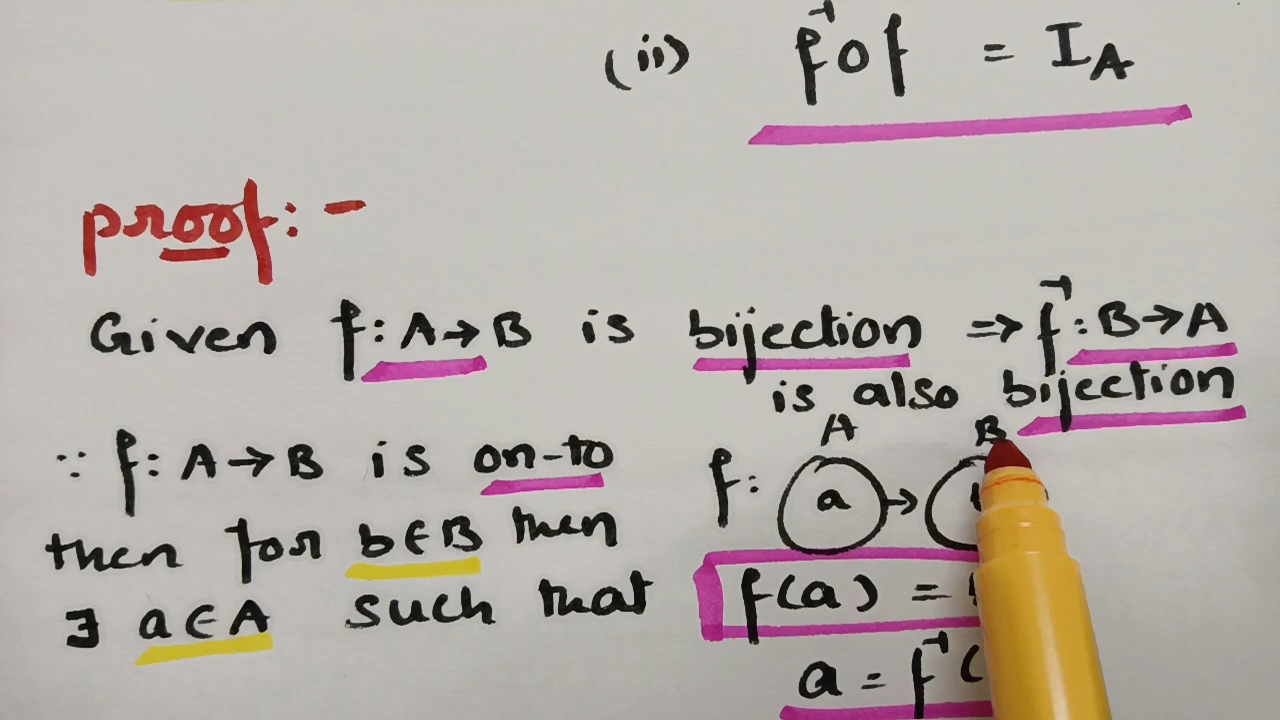 (ii) f⁻¹of = I_A
proof:-
Given f: A→B is bijection ⇒ f⁻¹: B→A
is also bijection
∵ f: A→B is on-to
A B
f: a →
then for b∈B then
f(a) =
∃ a∈A such that
a = f⁻¹(